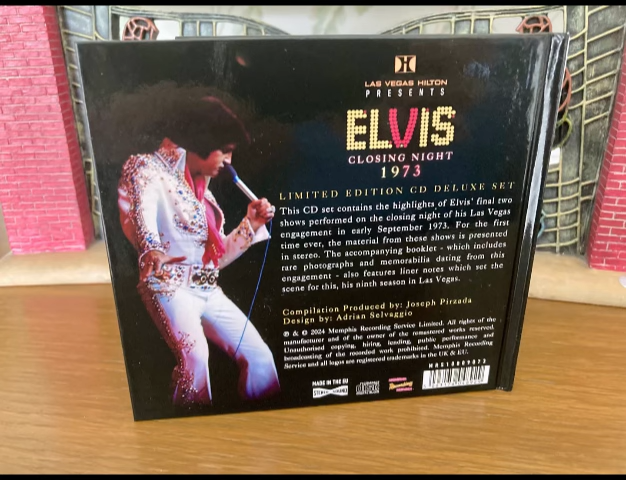 LAS VEGAS HILTON
PRESENTS
ELVIS
CLOSING NIGHT
1973
LIMITED EDITION CD DELUXE SET
This CD set contains the highlights of Elvis' final two
shows performed on the closing night of his Las Vegas
engagement in early September 1973. For the first
time ever, the material from these shows is presented
in stereo. The accompanying booklet - which includes
rare photographs and memorabilia dating from this
engagement - also features liner notes which set the
scene for this, his ninth season in Las Vegas.
Compilation Produced by: Joseph Pirzada
Design by: Adrian Selvaggio
℗ & © 2024 Memphis Recording Service Limited. All rights of the
manufacturer and of the owner of the remastered works reserved.
Unauthorised copying, hiring, lending, public performance and
broadcasting of the recorded work prohibited. Memphis Recording
Service and all logos are registered trademarks in the UK & EU.
MADE IN THE EU